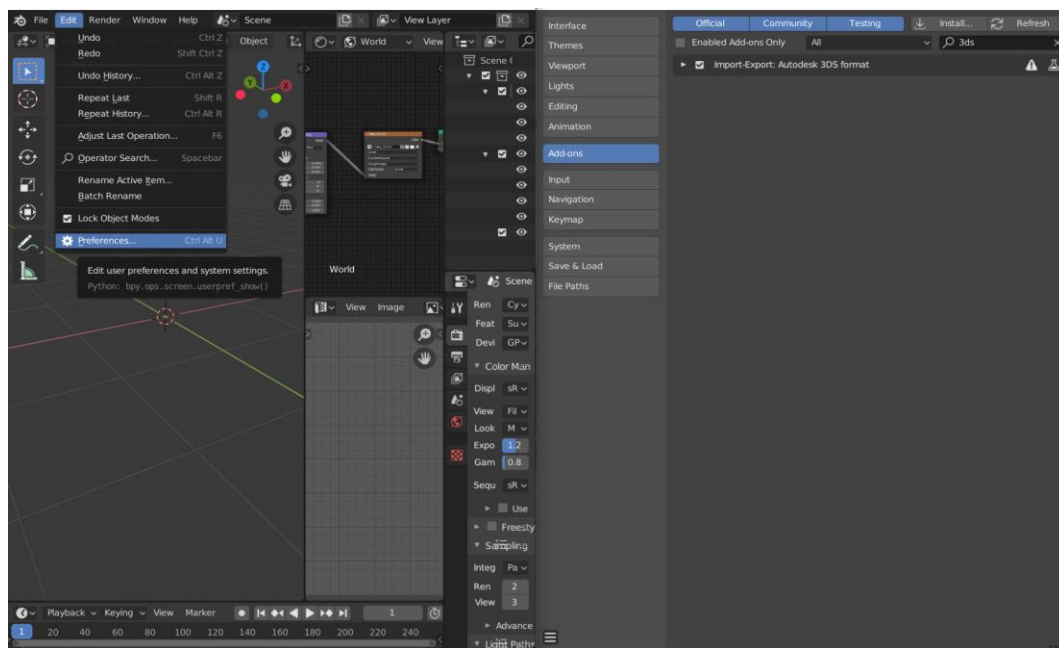 File Edit Render Window Help Scene View Layer
Undo Ctrl Z
Redo Shift Ctrl Z
Undo History... Ctrl Alt Z
Repeat Last Shift R
Repeat History... Ctrl Alt R
Adjust Last Operation... F6
Operator Search... Spacebar
Rename Active Item...
Batch Rename
Lock Object Modes
Preferences... Ctrl Alt U
Edit user preferences and system settings.
Python: bpy.ops.screen.userpref_show()
Object
Z
Y
X
World View
World
View Image
Scene (
Scene
Ren Cy
Feat Su
Devi GP
Color Man
Displ sR
View Fil
Look M
Expo 1.2
Gam 0.8
Sequ sR
Use
Freesty
Sampling
Integ Pa
Ren 2
View 3
Advance
Light Paths
Playback Keying View Marker 1
1 20 40 60 80 100 120 140 160 180 200 220 240
Interface
Themes
Viewport
Lights
Editing
Animation
Add-ons
Input
Navigation
Keymap
System
Save & Load
File Paths
Official Community Testing Install... Refresh
Enabled Add-ons Only All 3ds
Import-Export: Autodesk 3DS format